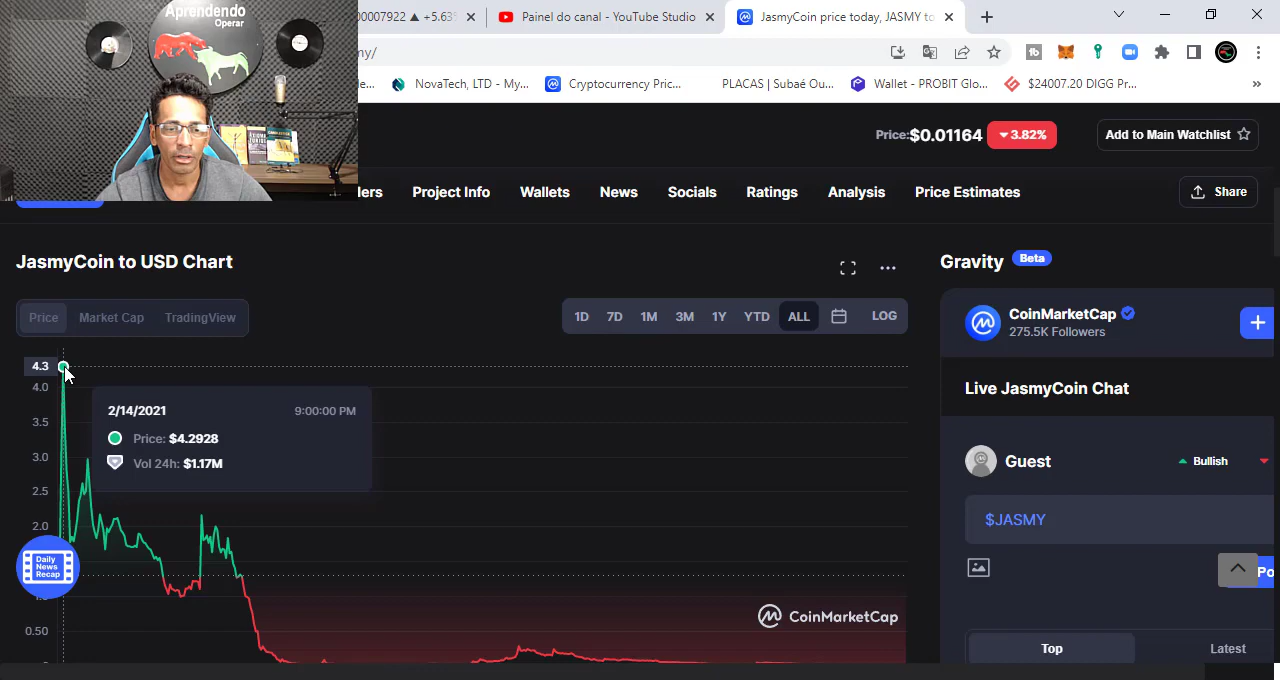 Aprendendo
Operar
00007922 ▲ +5.63
Painel do canal - YouTube Studio
JasmyCoin price today, JASMY to
my/
e...
NovaTech, LTD - My...
Cryptocurrency Pric...
PLACAS | Subaé Ou...
Wallet - PROBIT Glo...
$24007.20 DIGG Pr...
»
Price:$0.01164
3.82%
Add to Main Watchlist
ders
Project Info
Wallets
News
Socials
Ratings
Analysis
Price Estimates
Share
JasmyCoin to USD Chart
Gravity
Beta
Price
Market Cap
TradingView
1D
7D
1M
3M
1Y
YTD
ALL
LOG
CoinMarketCap
275.5K Followers
4.3
4.0
3.5
3.0
2.5
2.0
0.50
2/14/2021
9:00:00 PM
Price: $4.2928
Vol 24h: $1.17M
Live JasmyCoin Chat
Guest
Bullish
$JASMY
Po
Daily
News
Recap
CoinMarketCap
Top
Latest